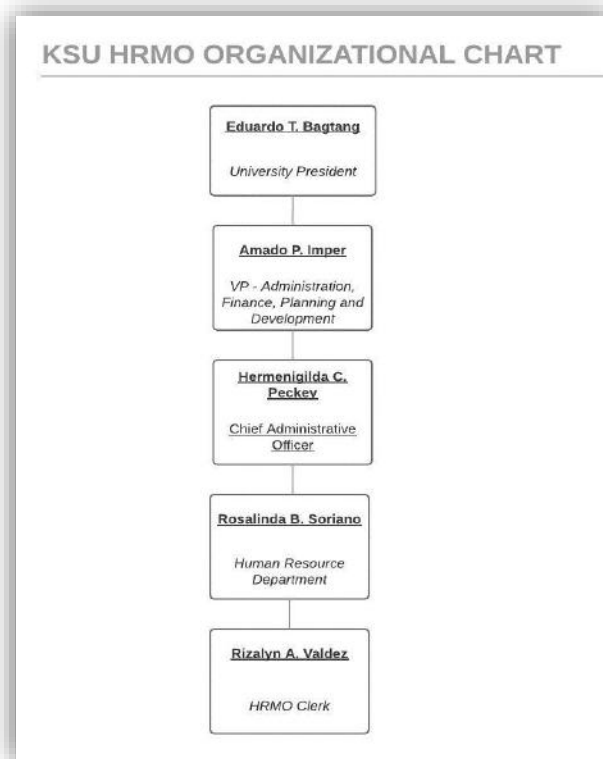 KSU HRMO ORGANIZATIONAL CHART
Eduardo T. Bagtang
University President
Amado P. Imper
VP - Administration,
Finance, Planning and
Development
Hermenigilda C.
Peckey
Chief Administrative
Officer
Rosalinda B. Soriano
Human Resource
Department
Rizalyn A. Valdez
HRMO Clerk